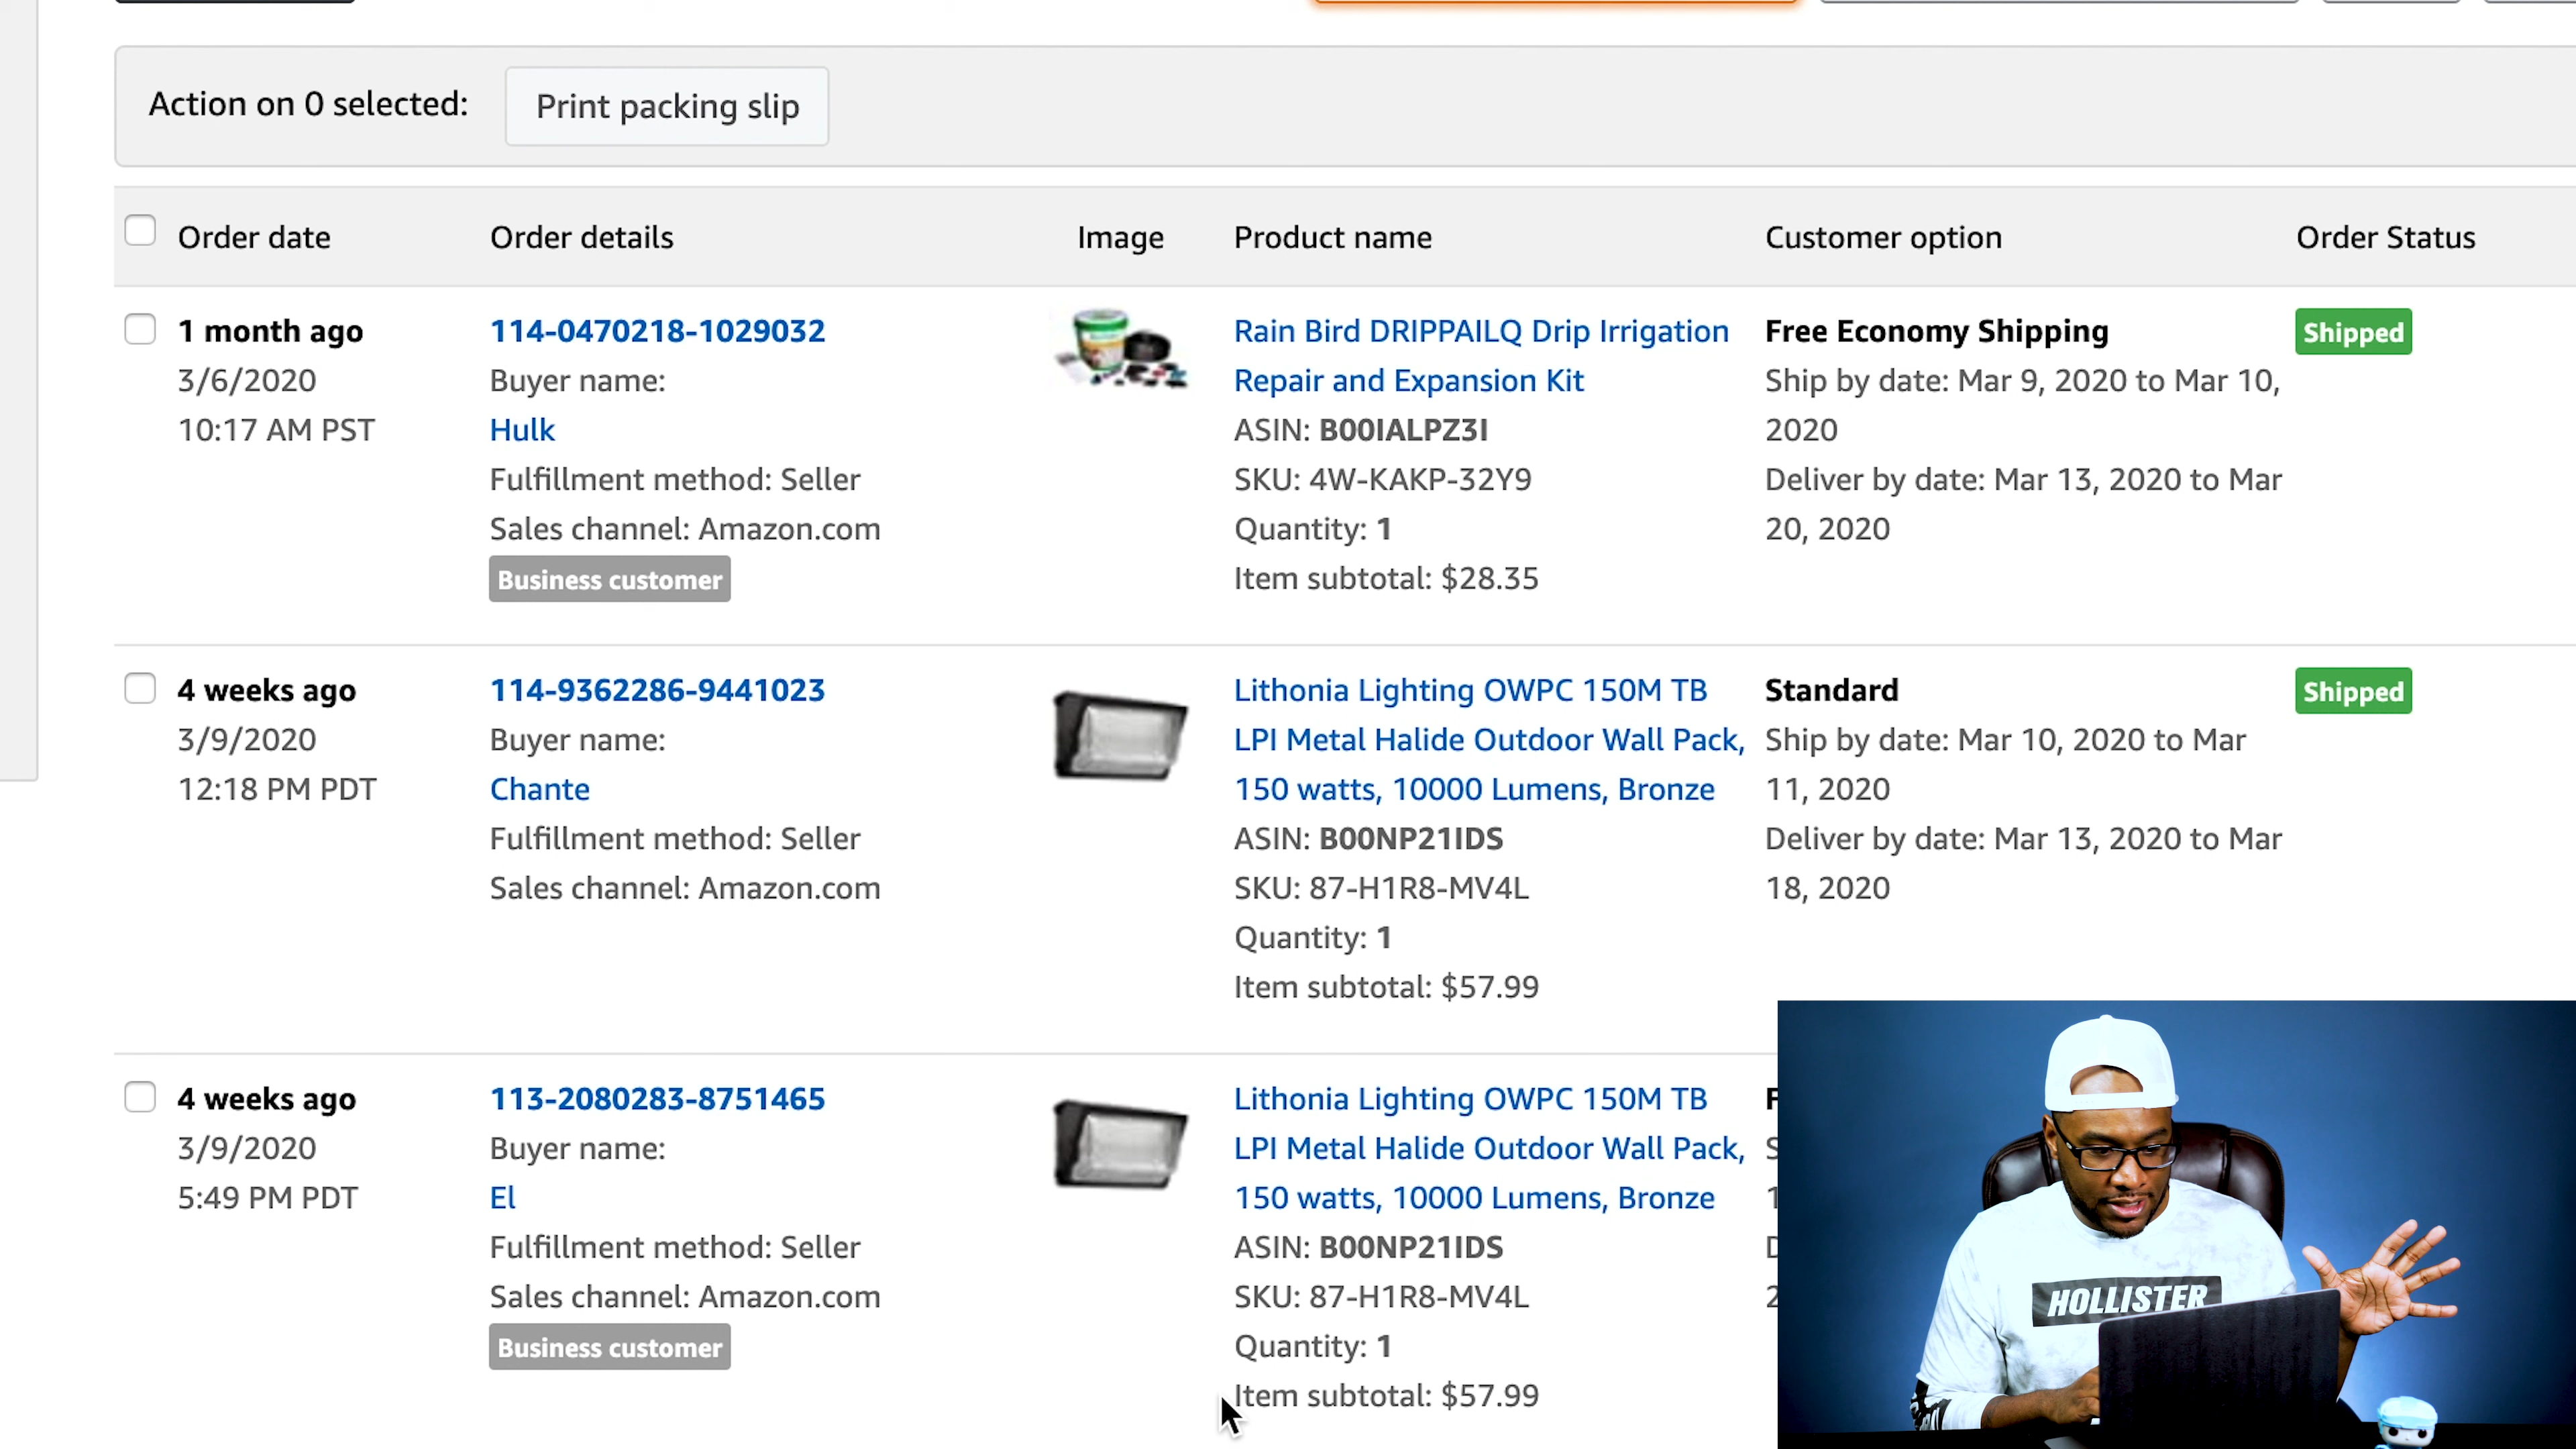 Action on 0 selected:
Print packing slip
Order date
Order details
Image
Product name
Customer option
Order Status
1 month ago
3/6/2020
10:17 AM PST
114-0470218-1029032
Buyer name:
Hulk
Fulfillment method: Seller
Sales channel: Amazon.com
Business customer
Rain Bird DRIPPAILQ Drip Irrigation
Repair and Expansion Kit
ASIN: B00IALPZ3I
SKU: 4W-KAKP-32Y9
Quantity: 1
Item subtotal: $28.35
Free Economy Shipping
Ship by date: Mar 9, 2020 to Mar 10,
2020
Deliver by date: Mar 13, 2020 to Mar
20, 2020
Shipped
4 weeks ago
3/9/2020
12:18 PM PDT
114-9362286-9441023
Buyer name:
Chante
Fulfillment method: Seller
Sales channel: Amazon.com
Lithonia Lighting OWPC 150M TB
LPI Metal Halide Outdoor Wall Pack,
150 watts, 10000 Lumens, Bronze
ASIN: B00NP21IDS
SKU: 87-H1R8-MV4L
Quantity: 1
Item subtotal: $57.99
Standard
Ship by date: Mar 10, 2020 to Mar
11, 2020
Deliver by date: Mar 13, 2020 to Mar
18, 2020
Shipped
4 weeks ago
3/9/2020
5:49 PM PDT
113-2080283-8751465
Buyer name:
El
Fulfillment method: Seller
Sales channel: Amazon.com
Business customer
Lithonia Lighting OWPC 150M TB
LPI Metal Halide Outdoor Wall Pack,
150 watts, 10000 Lumens, Bronze
ASIN: B00NP21IDS
SKU: 87-H1R8-MV4L
Quantity: 1
Item subtotal: $57.99
HOLLISTER